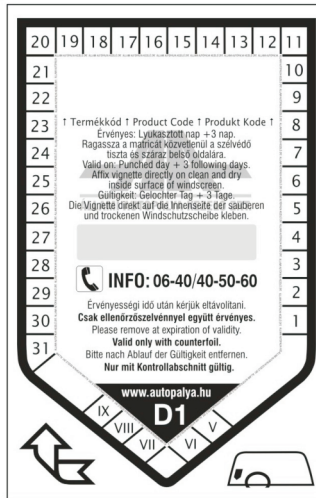 20 19 18 17 16 15 14 13 12 11
21 10
22 9
23 8
24 7
25 6
26 5
27 4
28 3
29 2
30 1
31
↑ Termékkód ↑ Product Code ↑ Produkt Kode ↑
Érvényes: Lyukasztott nap +3 nap.
Ragassza a matricát közvetlenül a szélvédő
tiszta és száraz belső oldalára.
Valid on: Punched day + 3 following days.
Affix vignette directly on clean and dry
inside surface of windscreen.
Gültigkeit: Gelochter Tag + 3 Tage.
Die Vignette direkt auf die Innenseite der sauberen
und trockenen Windschutzscheibe kleben.
INFO: 06-40/40-50-60
Érvényességi idő után kérjük eltávolítani.
Csak ellenőrzőszelvénnyel együtt érvényes.
Please remove at expiration of validity.
Valid only with counterfoil.
Bitte nach Ablauf der Gültigkeit entfernen.
Nur mit Kontrollabschnitt gültig.
www.autopalya.hu
D1
IX VIII VII VI V